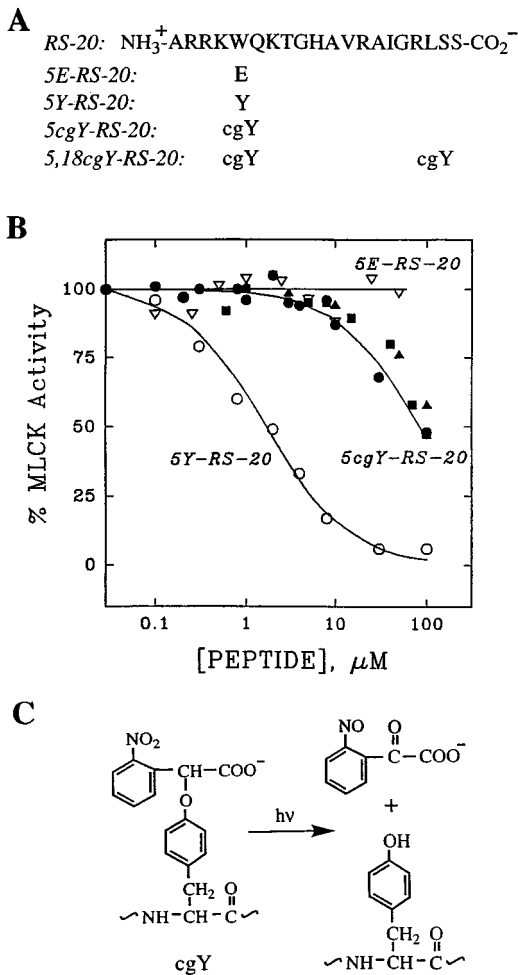 A
RS-20: NH₃⁺-ARRKWQKTGHAVRAIGRLSS-CO₂⁻
5E-RS-20: E
5Y-RS-20: Y
5cgY-RS-20: cgY
5,18cgY-RS-20: cgY cgY
B
% MLCK Activity
100
75
50
25
0
5E-RS-20
5Y-RS-20
5cgY-RS-20
0.1 1 10 100
[PEPTIDE], μM
C
NO₂
CH-COO⁻
O
CH₂ O
NH-CH-C
cgY
hν
NO O
C-COO⁻
+
OH
CH₂ O
NH-CH-C